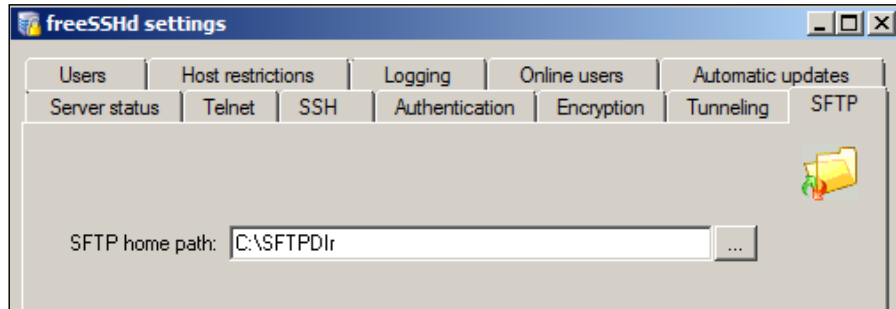 freeSSHd settings
Users Host restrictions Logging Online users Automatic updates
Server status Telnet SSH Authentication Encryption Tunneling SFTP
SFTP home path: C:\SFTPDIr ...